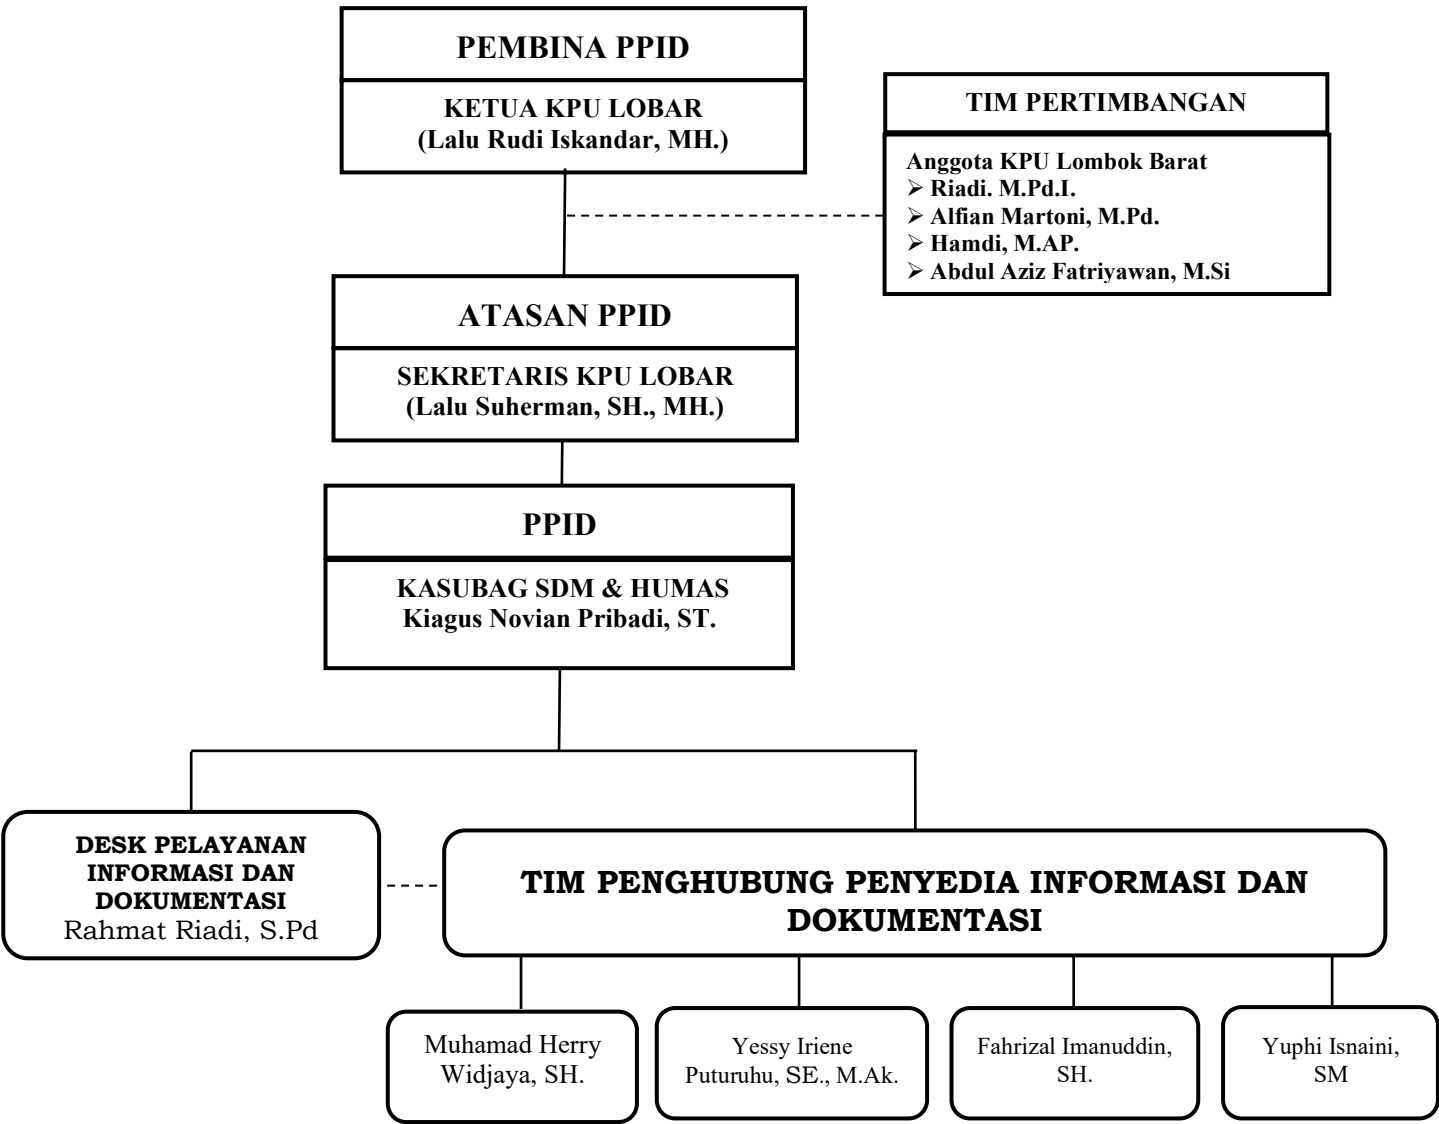 PEMBINA PPID
KETUA KPU LOBAR
(Lalu Rudi Iskandar, MH.)
TIM PERTIMBANGAN
Anggota KPU Lombok Barat
➢ Riadi. M.Pd.I.
➢ Alfian Martoni, M.Pd.
➢ Hamdi, M.AP.
➢ Abdul Aziz Fatriyawan, M.Si
ATASAN PPID
SEKRETARIS KPU LOBAR
(Lalu Suherman, SH., MH.)
PPID
KASUBAG SDM & HUMAS
Kiagus Novian Pribadi, ST.
DESK PELAYANAN
INFORMASI DAN
DOKUMENTASI
Rahmat Riadi, S.Pd
TIM PENGHUBUNG PENYEDIA INFORMASI DAN
DOKUMENTASI
Muhamad Herry
Widjaya, SH.
Yessy Iriene
Puturuhu, SE., M.Ak.
Fahrizal Imanuddin,
SH.
Yuphi Isnaini,
SM